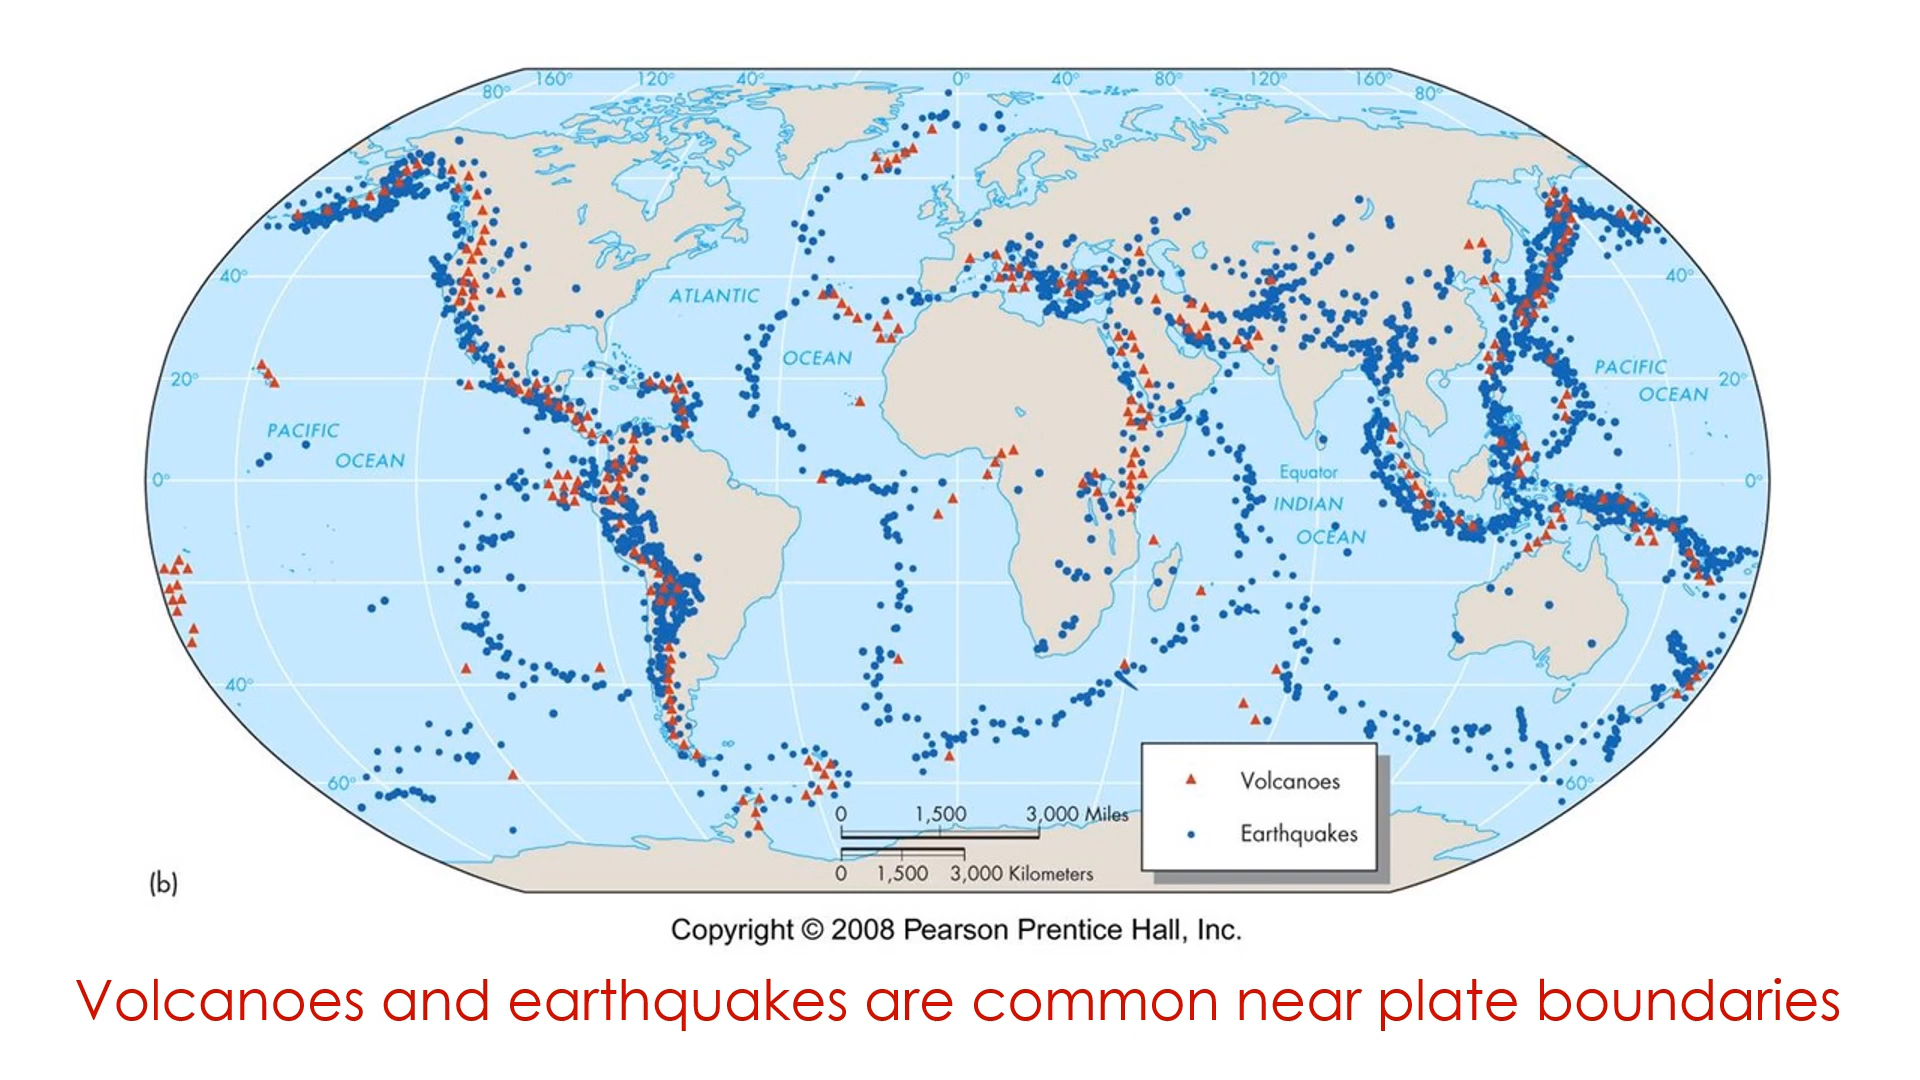 160° 120° 40° 0° 40° 80° 120° 160°
80° 80°
40° 40°
ATLANTIC
OCEAN
20° 20°
PACIFIC
OCEAN
PACIFIC
OCEAN
0° Equator 0°
INDIAN
OCEAN
40°
60° 60°
Volcanoes
Earthquakes
0 1,500 3,000 Miles
0 1,500 3,000 Kilometers
(b)
Copyright © 2008 Pearson Prentice Hall, Inc.
Volcanoes and earthquakes are common near plate boundaries